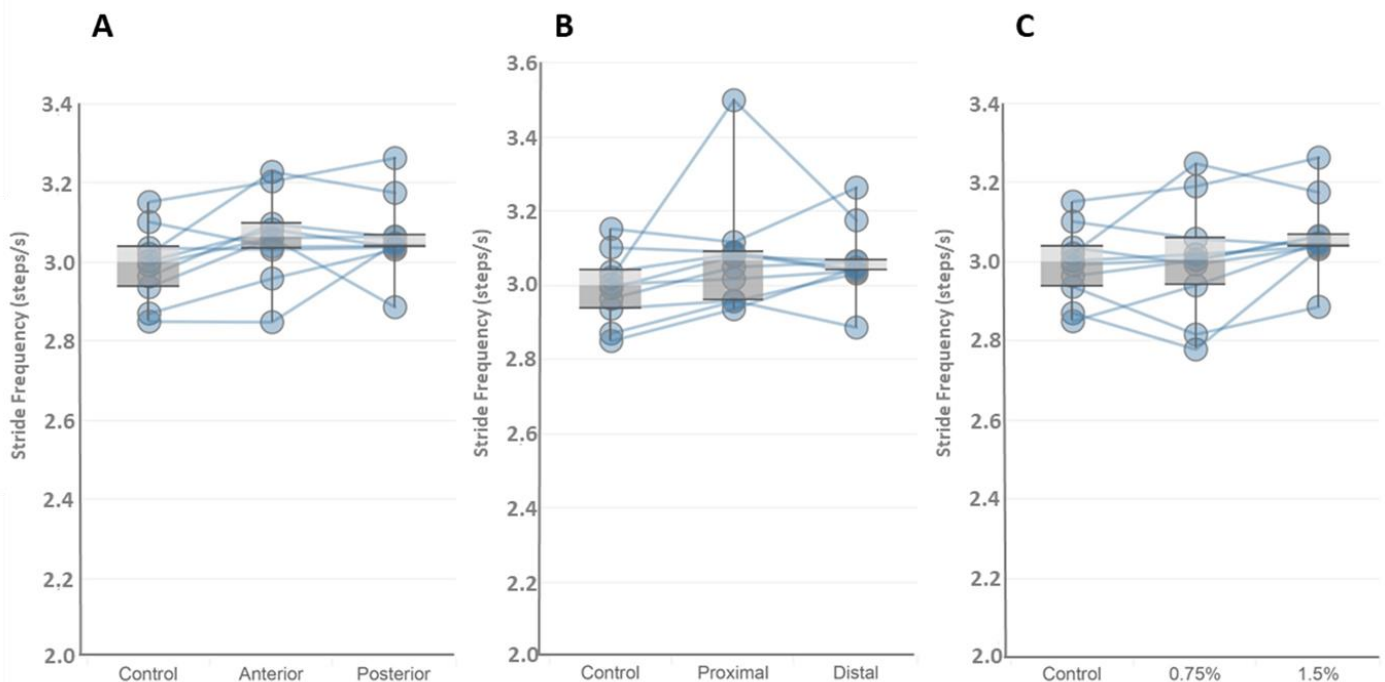 A
B
C
Stride Frequency (steps/s)
3.4
3.2
3.0
2.8
2.6
2.4
2.2
2.0
Control Anterior Posterior
Stride Frequency (steps/s)
3.6
3.4
3.2
3.0
2.8
2.6
2.4
2.2
2.0
Control Proximal Distal
Stride Frequency (steps/s)
3.4
3.2
3.0
2.8
2.6
2.4
2.2
2.0
Control 0.75% 1.5%